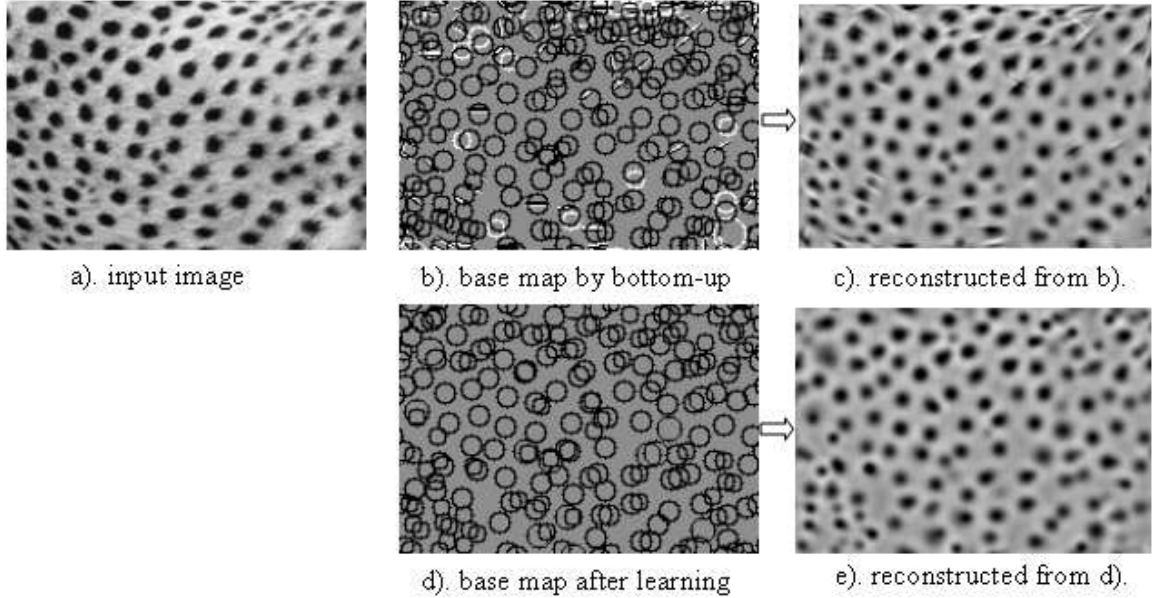 a). input image
b). base map by bottom-up
c). reconstructed from b).
d). base map after learning
e). reconstructed from d).